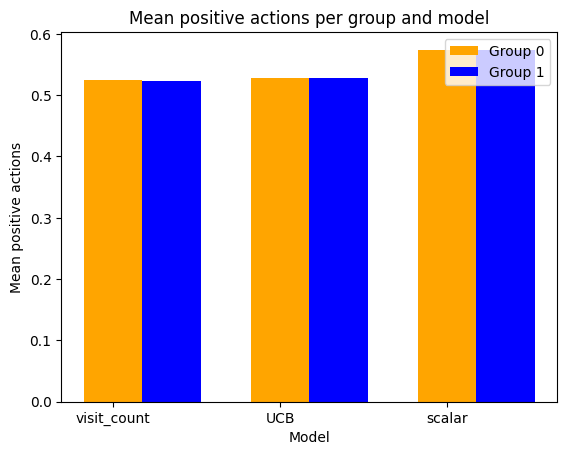 Mean positive actions per group and model
Group 0
Group 1
Mean positive actions
0.6
0.5
0.4
0.3
0.2
0.1
0.0
visit_count
UCB
scalar
Model